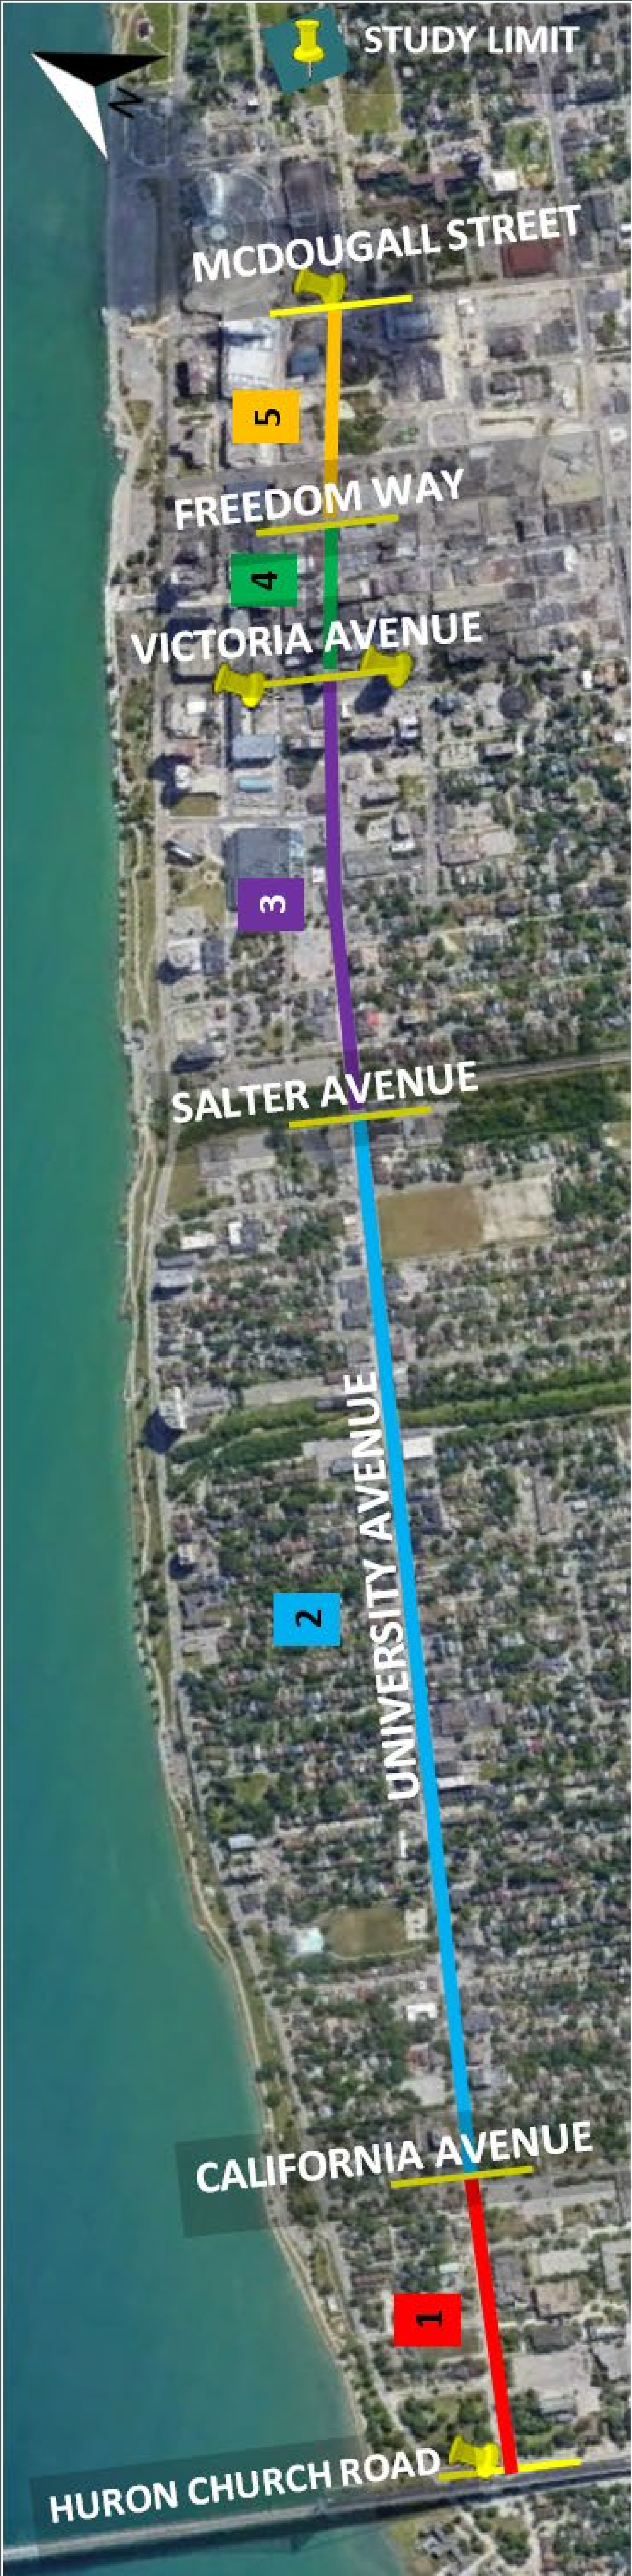 STUDY LIMIT
N
MCDOUGALL STREET
5
FREEDOM WAY
4
VICTORIA AVENUE
3
SALTER AVENUE
UNIVERSITY AVENUE
2
CALIFORNIA AVENUE
1
HURON CHURCH ROAD